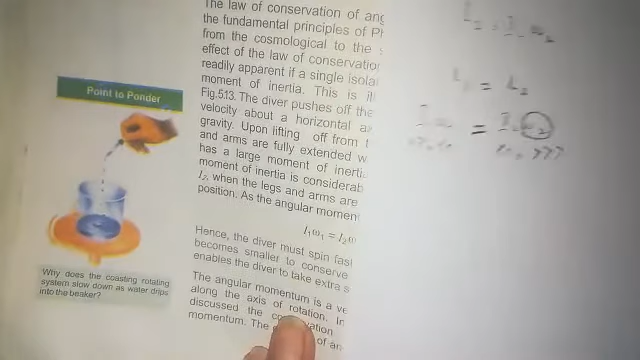 The law of conservation of ang
the fundamental principles of Ph
from the cosmological to the s
effect of the law of conservatio
readily apparent if a single isola
moment of inertia. This is ill
Fig.5.13. The diver pushes off the
velocity about a horizontal a
gravity. Upon lifting off from t
and arms are fully extended w
has a large moment of inerti
moment of inertia is considerab
I₂, when the legs and arms are
position. As the angular momen
I₁ω₁ = I₂ω
Hence, the diver must spin fast
becomes smaller to conserve
enables the diver to take extra s
The angular momentum is a ve
along the axis of rotation. In
discussed the
momentum. The
of an
Point to Ponder
Why does the coasting rotating
system slow down as water drips
into the beaker?
L₁ = L₂
= I₂ω₂